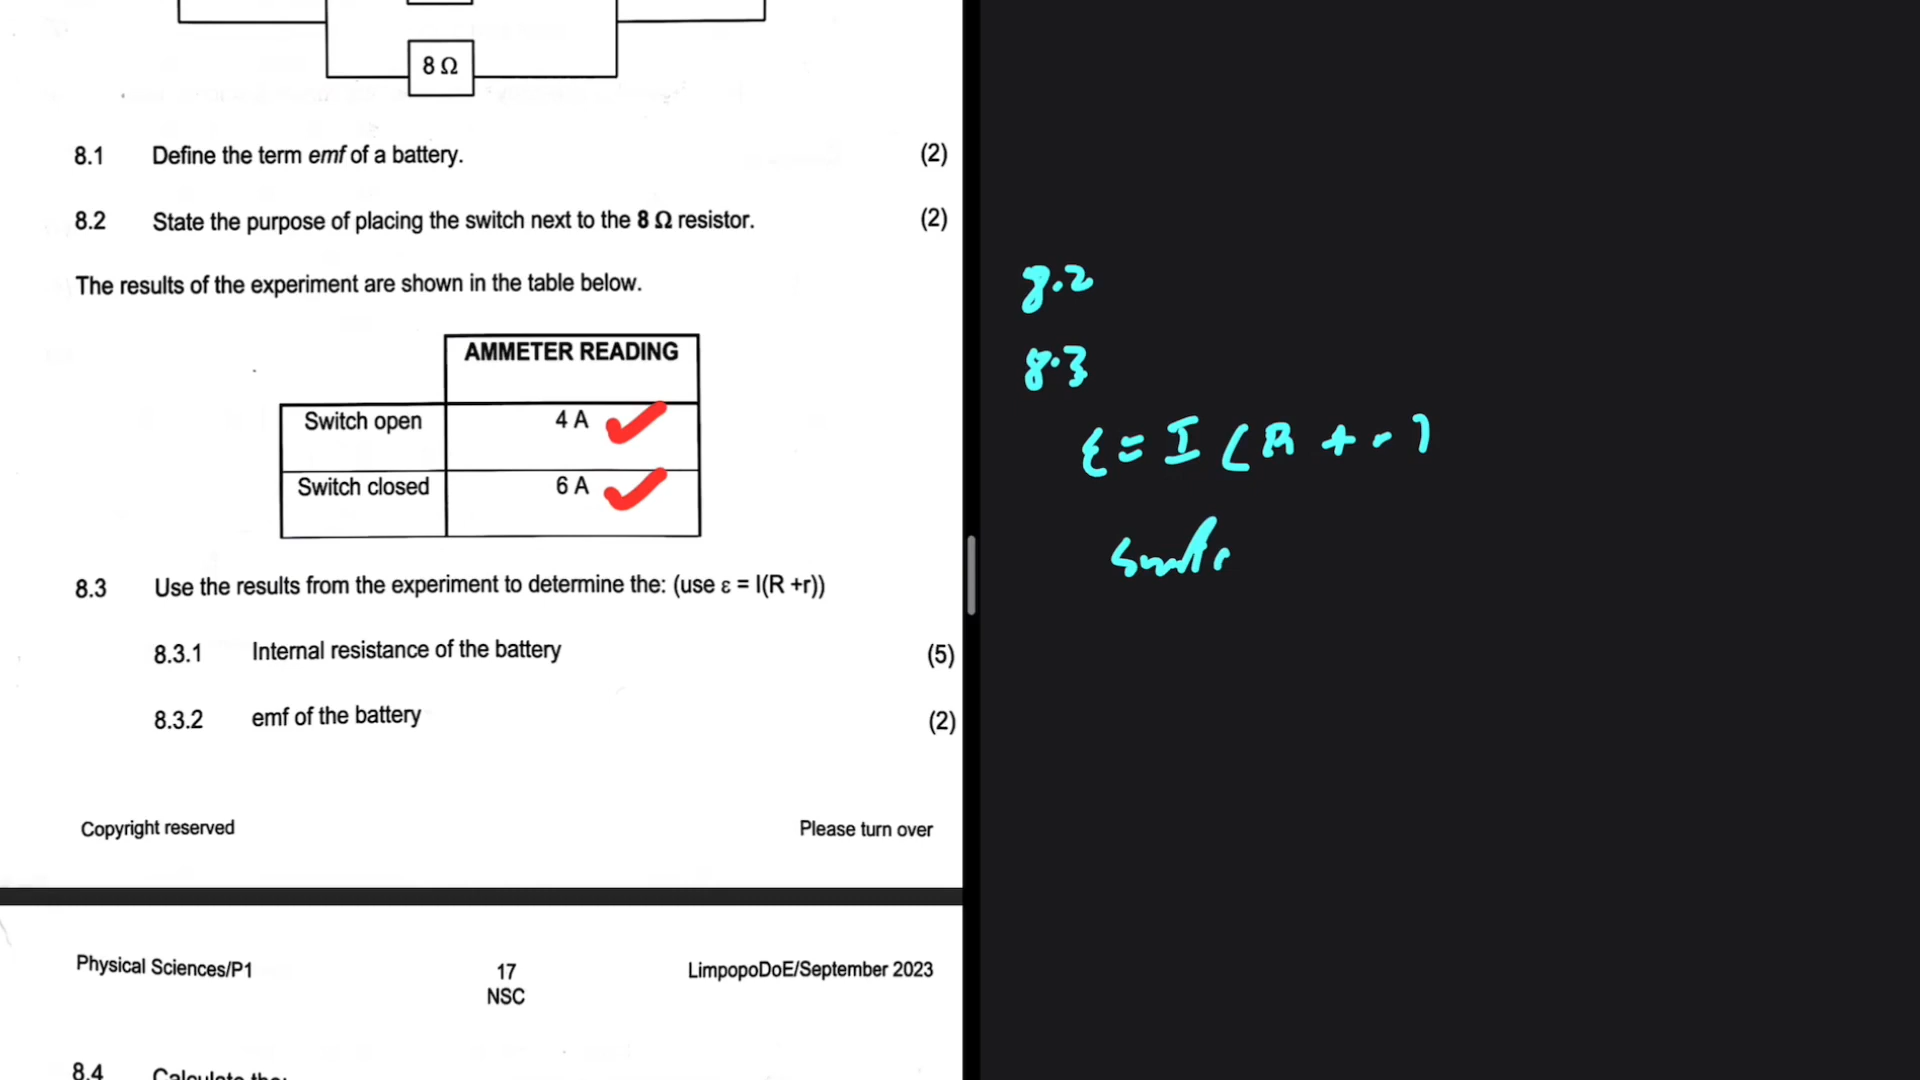 8 Ω
8.1 Define the term emf of a battery. (2)
8.2 State the purpose of placing the switch next to the 8 Ω resistor. (2)
The results of the experiment are shown in the table below.
AMMETER READING
Switch open 4 A
Switch closed 6 A
8.3 Use the results from the experiment to determine the: (use ε = I(R +r))
8.3.1 Internal resistance of the battery (5)
8.3.2 emf of the battery (2)
Copyright reserved Please turn over
Physical Sciences/P1 17 LimpopoDoE/September 2023
NSC
8.4 Calculate the:
8.2
8.3
ε = I (R + r)